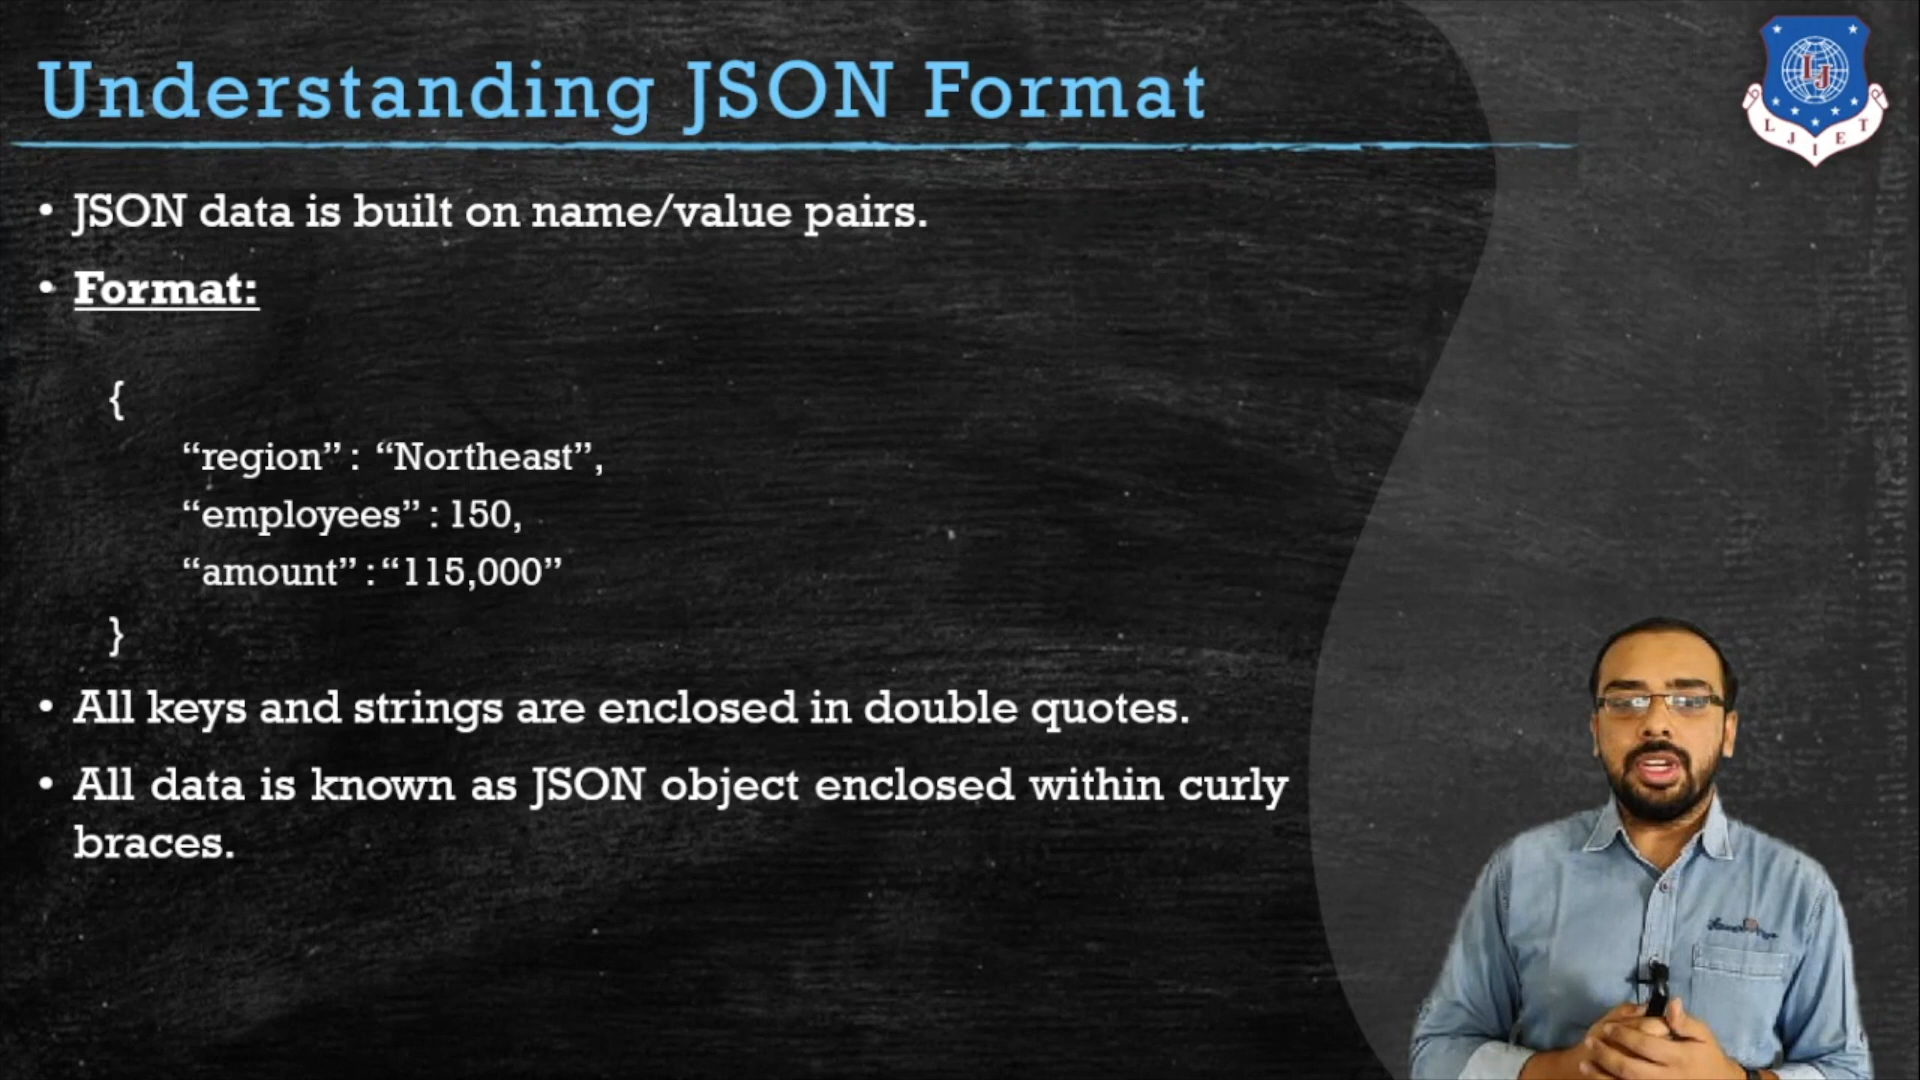 Understanding JSON Format
• JSON data is built on name/value pairs.
• Format:
{
“region” : “Northeast”,
“employees” : 150,
“amount” : “115,000”
}
• All keys and strings are enclosed in double quotes.
• All data is known as JSON object enclosed within curly
braces.
LJ
L J I E T